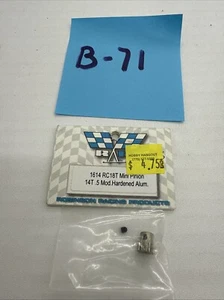 B-71
$ 4.75
1614 RC18T Mini Pinion
14T .5 Mod.Hardened Alum.
ROBINSON RACING PRODUCTS